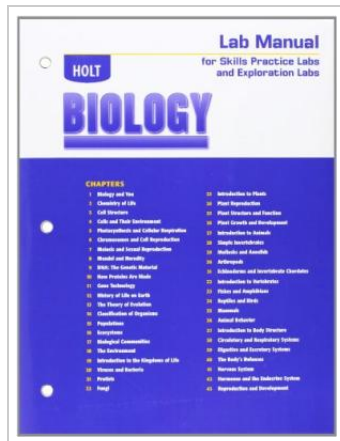 Lab Manual
for Skills Practice Labs
and Exploration Labs
HOLT
BIOLOGY
CHAPTERS
1 Biology and You
2 Chemistry of Life
3 Cell Structure
4 Cells and Their Environment
5 Photosynthesis and Cellular Respiration
6 Chromosomes and Cell Reproduction
7 Meiosis and Sexual Reproduction
8 Mendel and Heredity
9 DNA: The Genetic Material
10 How Proteins Are Made
11 Gene Technology
12 History of Life on Earth
13 The Theory of Evolution
14 Classification of Organisms
15 Populations
16 Ecosystems
17 Biological Communities
18 The Environment
19 Introduction to the Kingdoms of Life
20 Viruses and Bacteria
21 Protists
22 Fungi
23 Introduction to Plants
24 Plant Reproduction
25 Plant Structure and Function
26 Plant Growth and Development
27 Introduction to Animals
28 Simple Invertebrates
29 Mollusks and Annelids
30 Arthropods
31 Echinoderms and Invertebrate Chordates
32 Introduction to Vertebrates
33 Fishes and Amphibians
34 Reptiles and Birds
35 Mammals
36 Animal Behavior
37 Introduction to Body Structure
38 Circulatory and Respiratory Systems
39 Digestive and Excretory Systems
40 The Body's Defenses
41 Nervous System
42 Hormones and the Endocrine System
43 Reproduction and Development